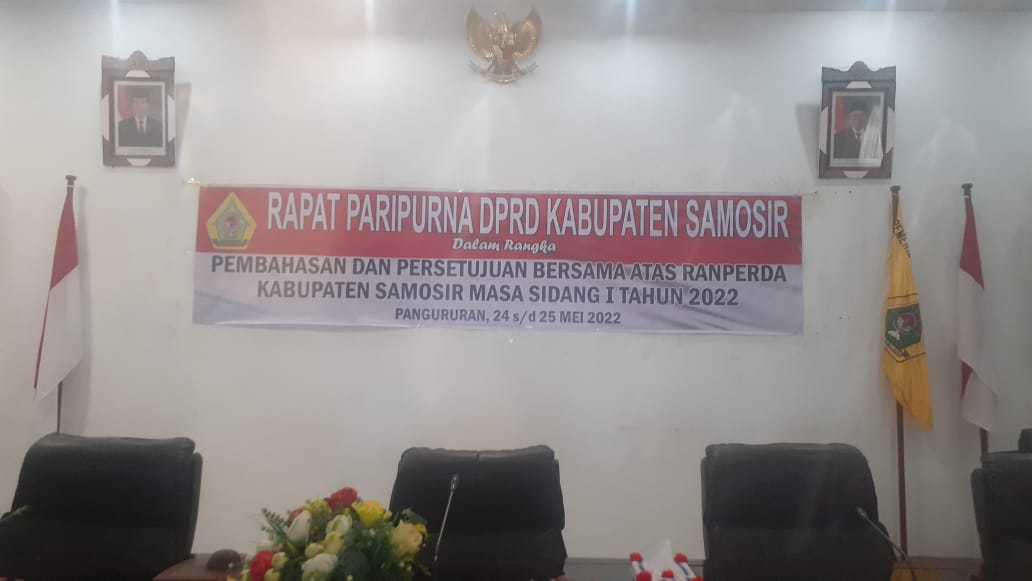 RAPAT PARIPURNA DPRD KABUPATEN SAMOSIR
Dalam Rangka
PEMBAHASAN DAN PERSETUJUAN BERSAMA ATAS RANPERDA
KABUPATEN SAMOSIR MASA SIDANG I TAHUN 2022
PANGURURAN, 24 s/d 25 MEI 2022